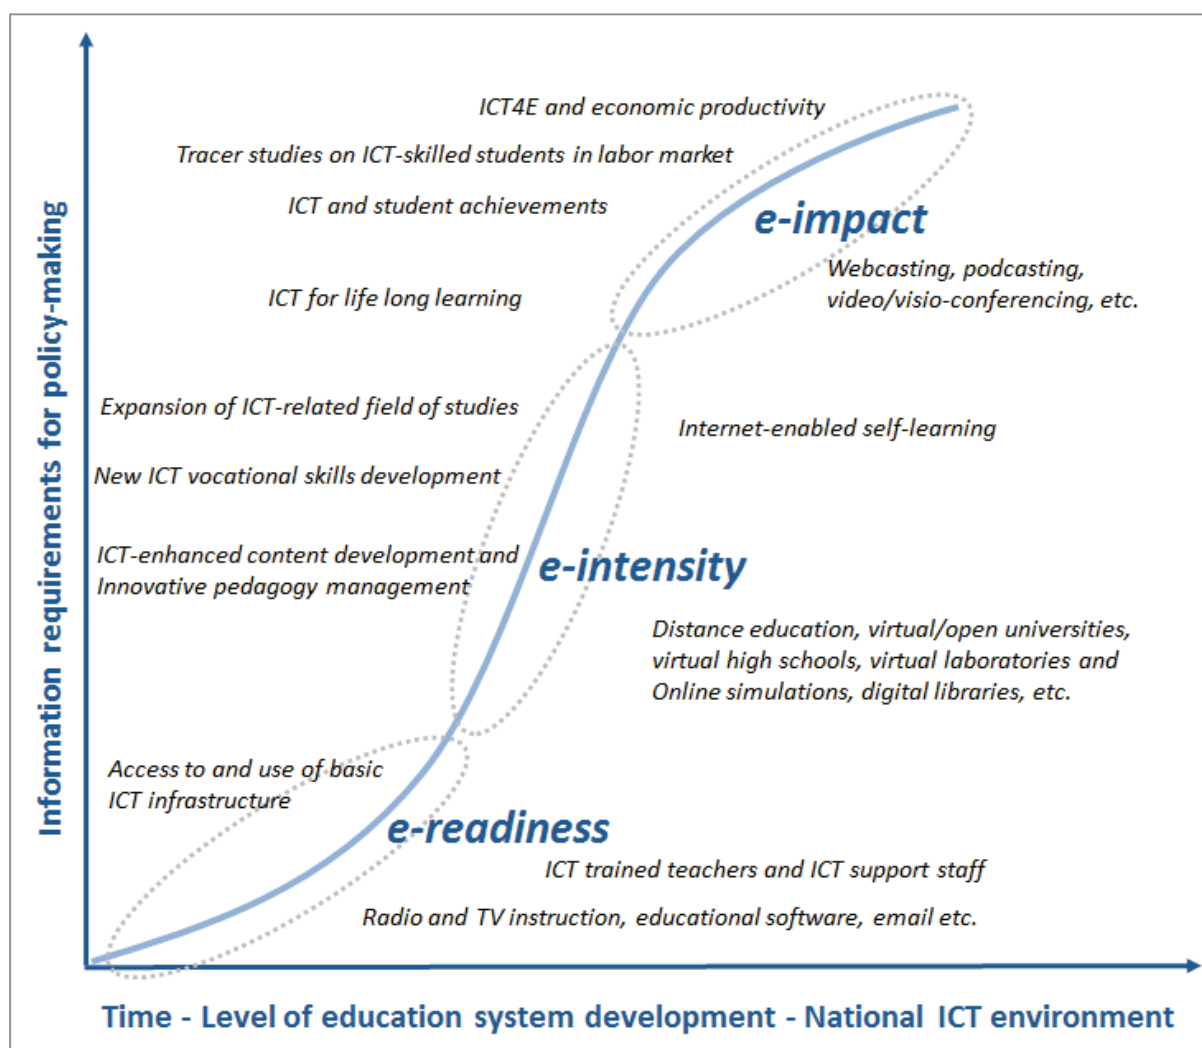 ICT4E and economic productivity
Tracer studies on ICT-skilled students in labor market
ICT and student achievements
e-impact
Webcasting, podcasting,
video/visio-conferencing, etc.
ICT for life long learning
Expansion of ICT-related field of studies
Internet-enabled self-learning
New ICT vocational skills development
ICT-enhanced content development and
Innovative pedagogy management
e-intensity
Distance education, virtual/open universities,
virtual high schools, virtual laboratories and
Online simulations, digital libraries, etc.
Access to and use of basic
ICT infrastructure
e-readiness
ICT trained teachers and ICT support staff
Radio and TV instruction, educational software, email etc.
Information requirements for policy-making
Time - Level of education system development - National ICT environment